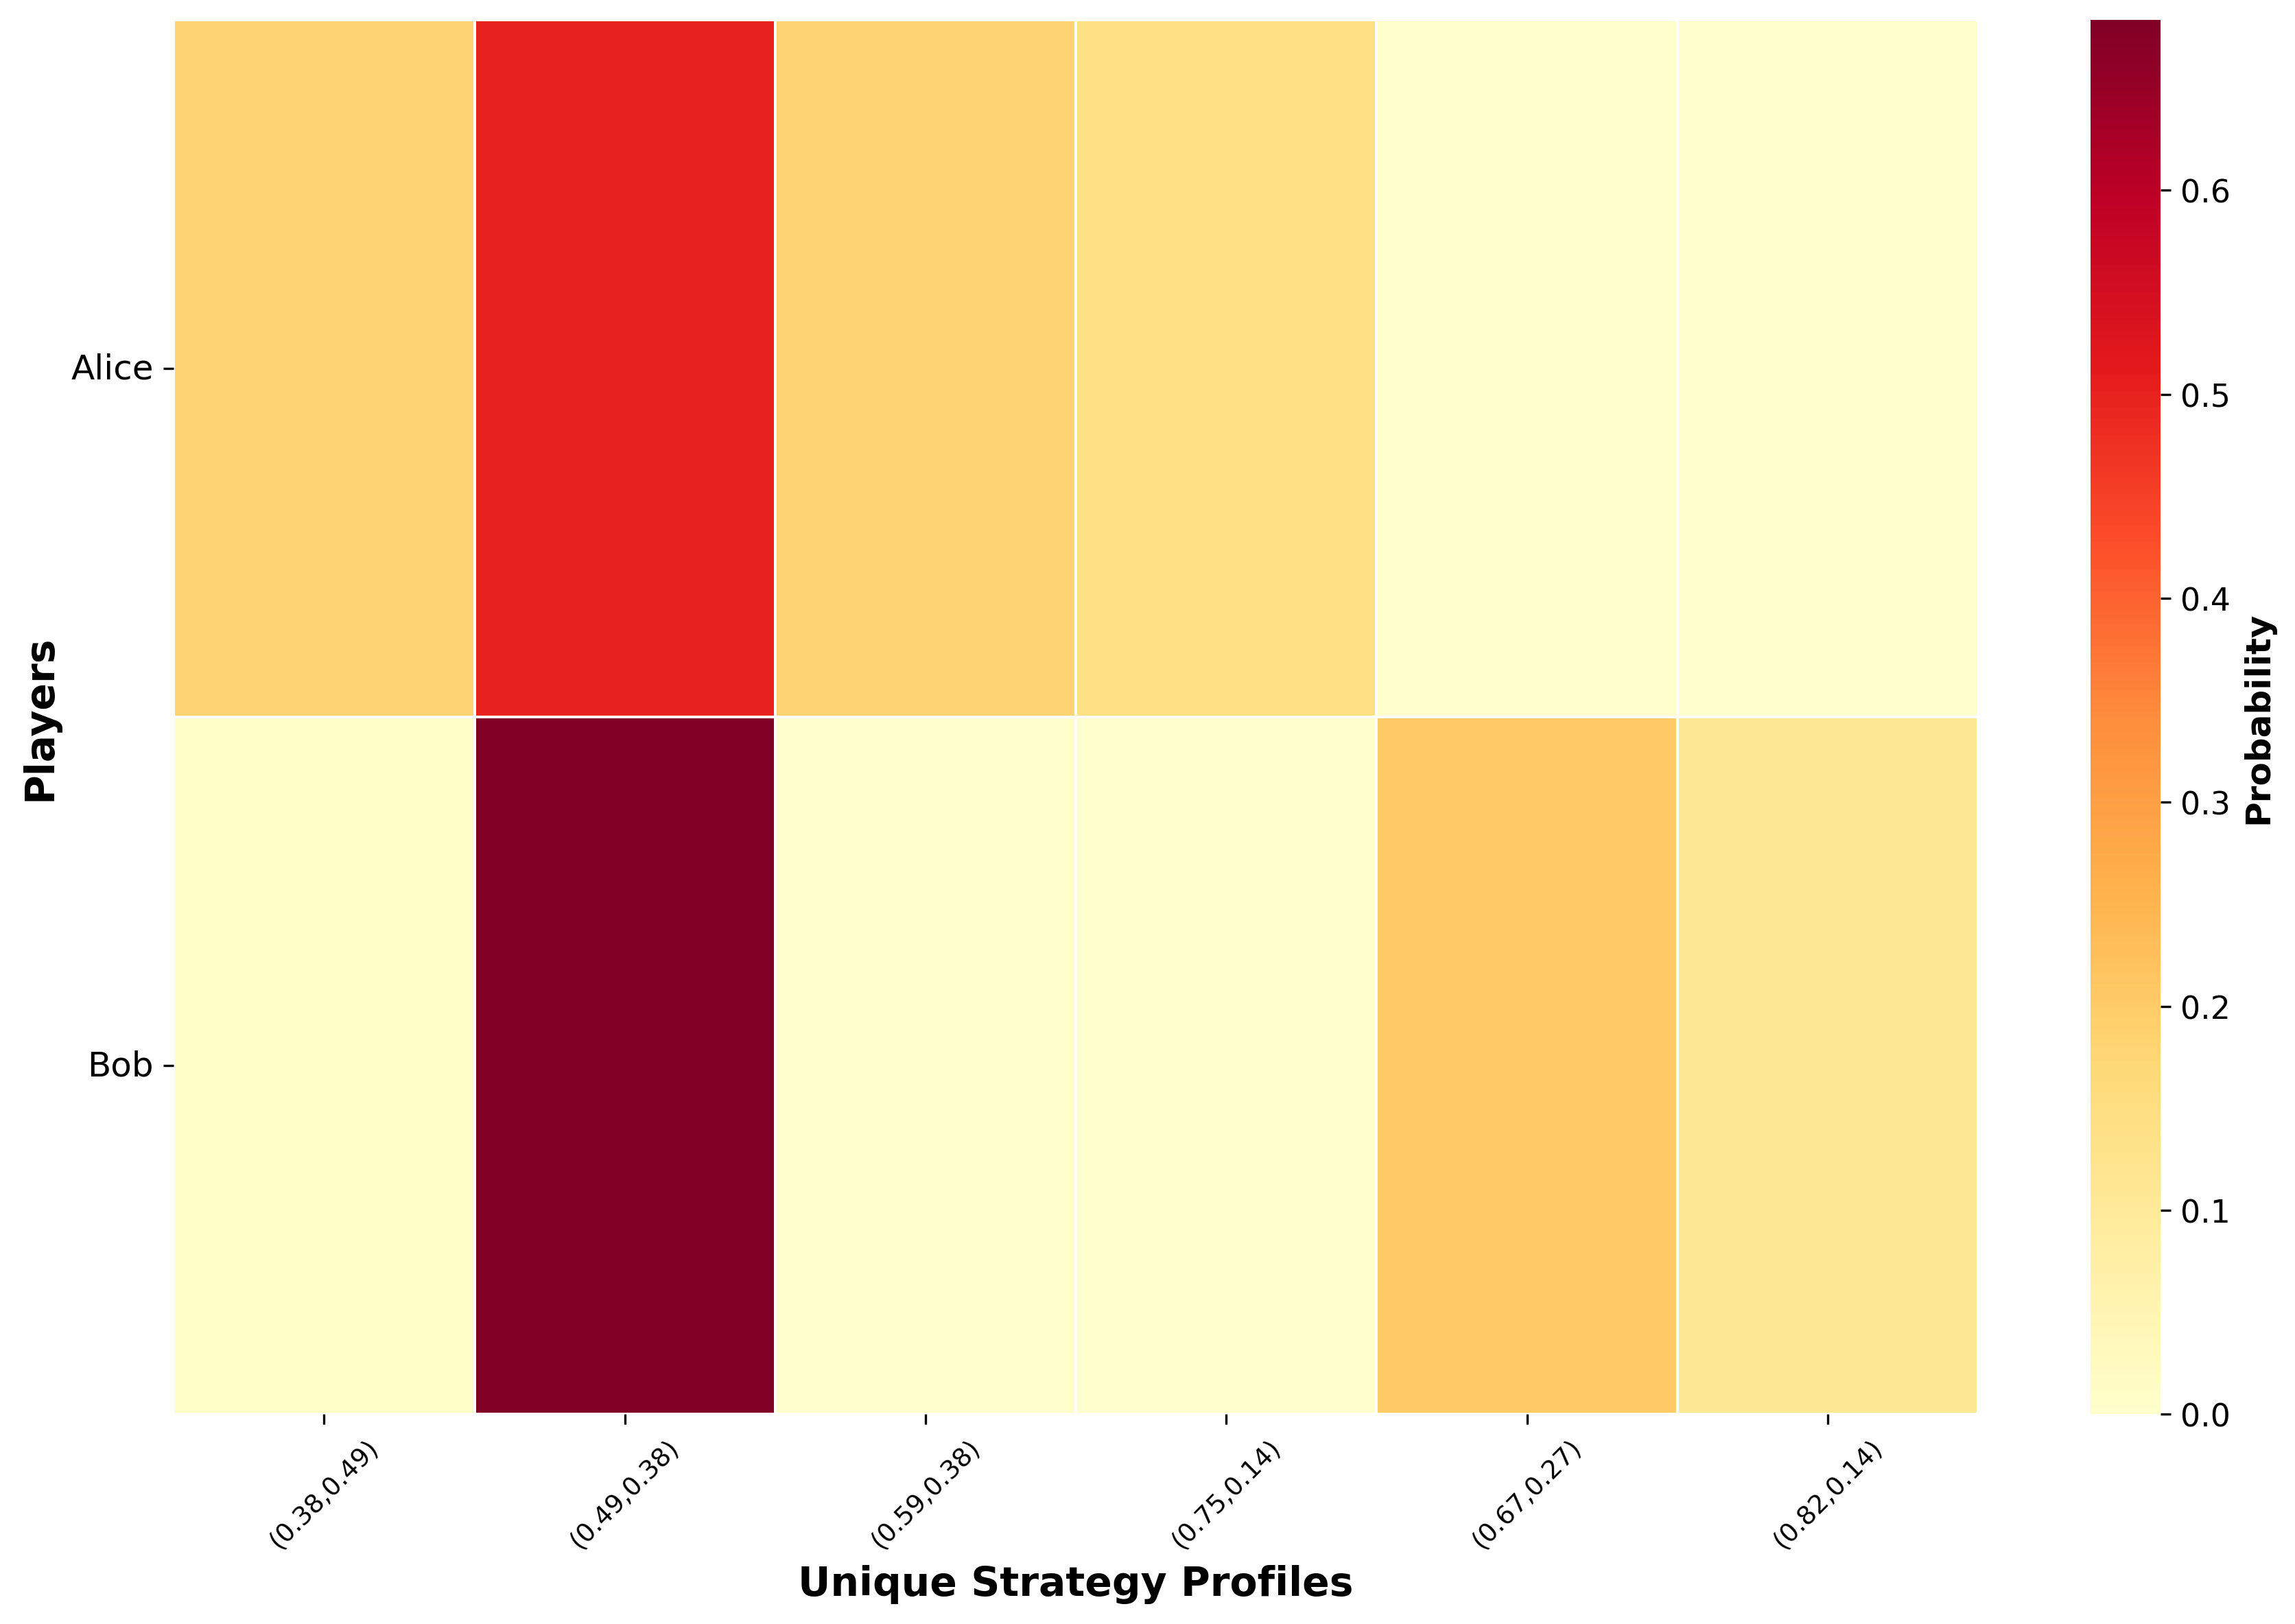 Players
Alice
Bob
(0.38,0.49)
(0.49,0.38)
(0.59,0.38)
(0.75,0.14)
(0.67,0.27)
(0.82,0.14)
Unique Strategy Profiles
0.6
0.5
0.4
0.3
0.2
0.1
0.0
Probability